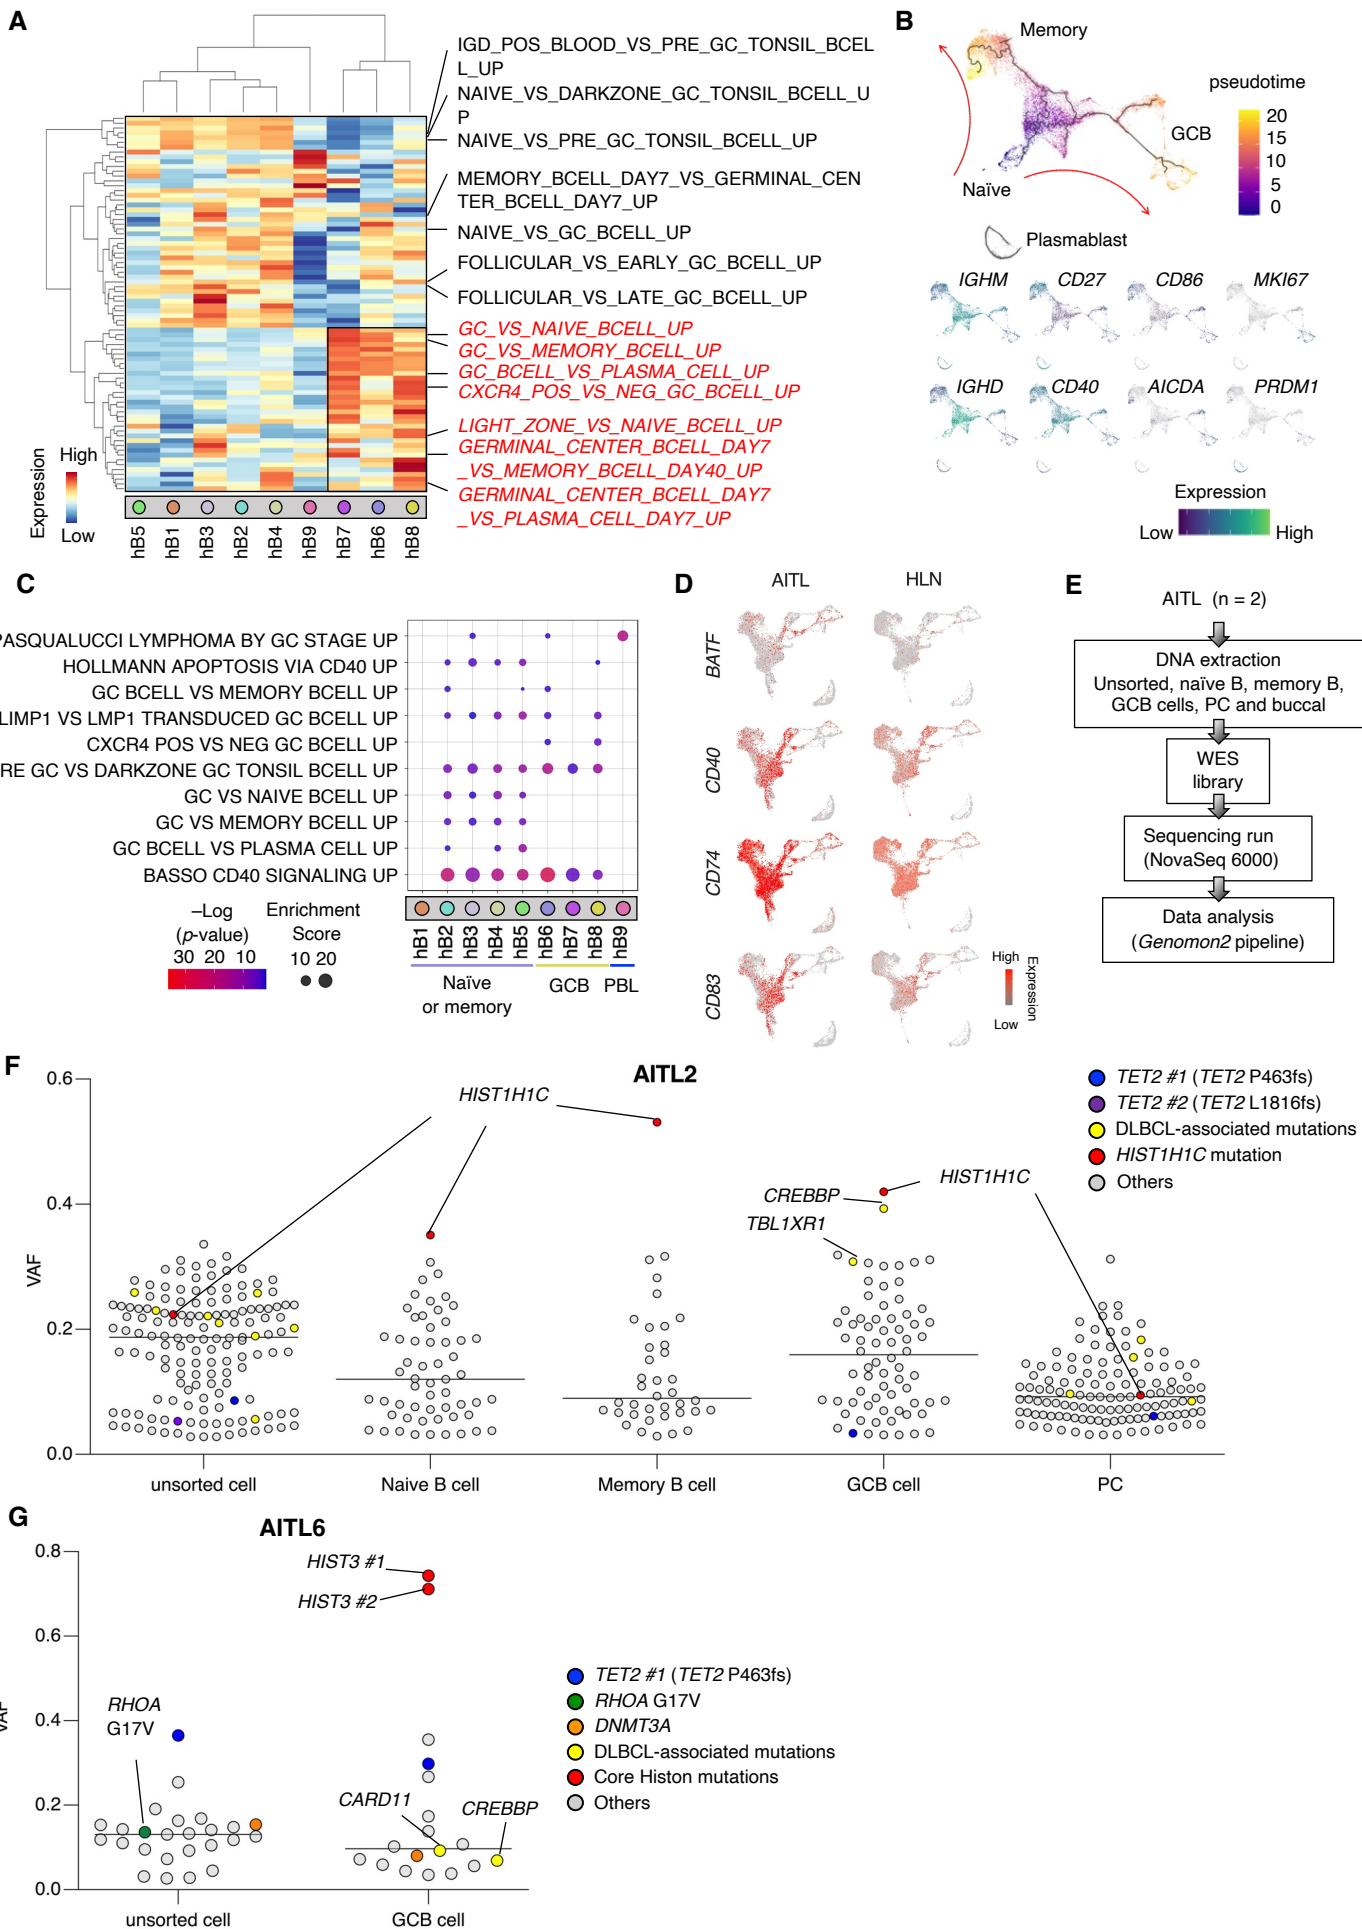 A
IGD_POS_BLOOD_VS_PRE_GC_TONSIL_BCEL
L_UP
NAIVE_VS_DARKZONE_GC_TONSIL_BCELL_U
P
NAIVE_VS_PRE_GC_TONSIL_BCELL_UP
MEMORY_BCELL_DAY7_VS_GERMINAL_CEN
TER_BCELL_DAY7_UP
NAIVE_VS_GC_BCELL_UP
FOLLICULAR_VS_EARLY_GC_BCELL_UP
FOLLICULAR_VS_LATE_GC_BCELL_UP
GC_VS_NAIVE_BCELL_UP
GC_VS_MEMORY_BCELL_UP
GC_BCELL_VS_PLASMA_CELL_UP
CXCR4_POS_VS_NEG_GC_BCELL_UP
LIGHT_ZONE_VS_NAIVE_BCELL_UP
GERMINAL_CENTER_BCELL_DAY7
_VS_MEMORY_BCELL_DAY40_UP
GERMINAL_CENTER_BCELL_DAY7
_VS_PLASMA_CELL_DAY7_UP
Expression
High
Low
hB5 hB1 hB3 hB2 hB4 hB9 hB7 hB6 hB8
B
Memory
pseudotime
20
15
10
5
0
GCB
Naïve
Plasmablast
IGHM CD27 CD86 MKI67
IGHD CD40 AICDA PRDM1
Expression
Low High
C
PASQUALUCCI LYMPHOMA BY GC STAGE UP
HOLLMANN APOPTOSIS VIA CD40 UP
GC BCELL VS MEMORY BCELL UP
LIMP1 VS LMP1 TRANSDUCED GC BCELL UP
CXCR4 POS VS NEG GC BCELL UP
RE GC VS DARKZONE GC TONSIL BCELL UP
GC VS NAIVE BCELL UP
GC VS MEMORY BCELL UP
GC BCELL VS PLASMA CELL UP
BASSO CD40 SIGNALING UP
–Log
(p-value)
30 20 10
Enrichment
Score
10 20
hB1 hB2 hB3 hB4 hB5 hB6 hB7 hB8 hB9
Naïve
or memory
GCB PBL
D
AITL HLN
BATF
CD40
CD74
CD83
High
Low
Expression
E
AITL (n = 2)
DNA extraction
Unsorted, naïve B, memory B,
GCB cells, PC and buccal
WES
library
Sequencing run
(NovaSeq 6000)
Data analysis
(Genomon2 pipeline)
F
AITL2
VAF
0.6
0.4
0.2
0.0
HIST1H1C
CREBBP
TBL1XR1
HIST1H1C
TET2 #1 (TET2 P463fs)
TET2 #2 (TET2 L1816fs)
DLBCL-associated mutations
HIST1H1C mutation
Others
unsorted cell Naive B cell Memory B cell GCB cell PC
G
AITL6
VAF
0.8
0.6
0.4
0.2
0.0
RHOA
G17V
HIST3 #1
HIST3 #2
CARD11
CREBBP
TET2 #1 (TET2 P463fs)
RHOA G17V
DNMT3A
DLBCL-associated mutations
Core Histon mutations
Others
unsorted cell GCB cell